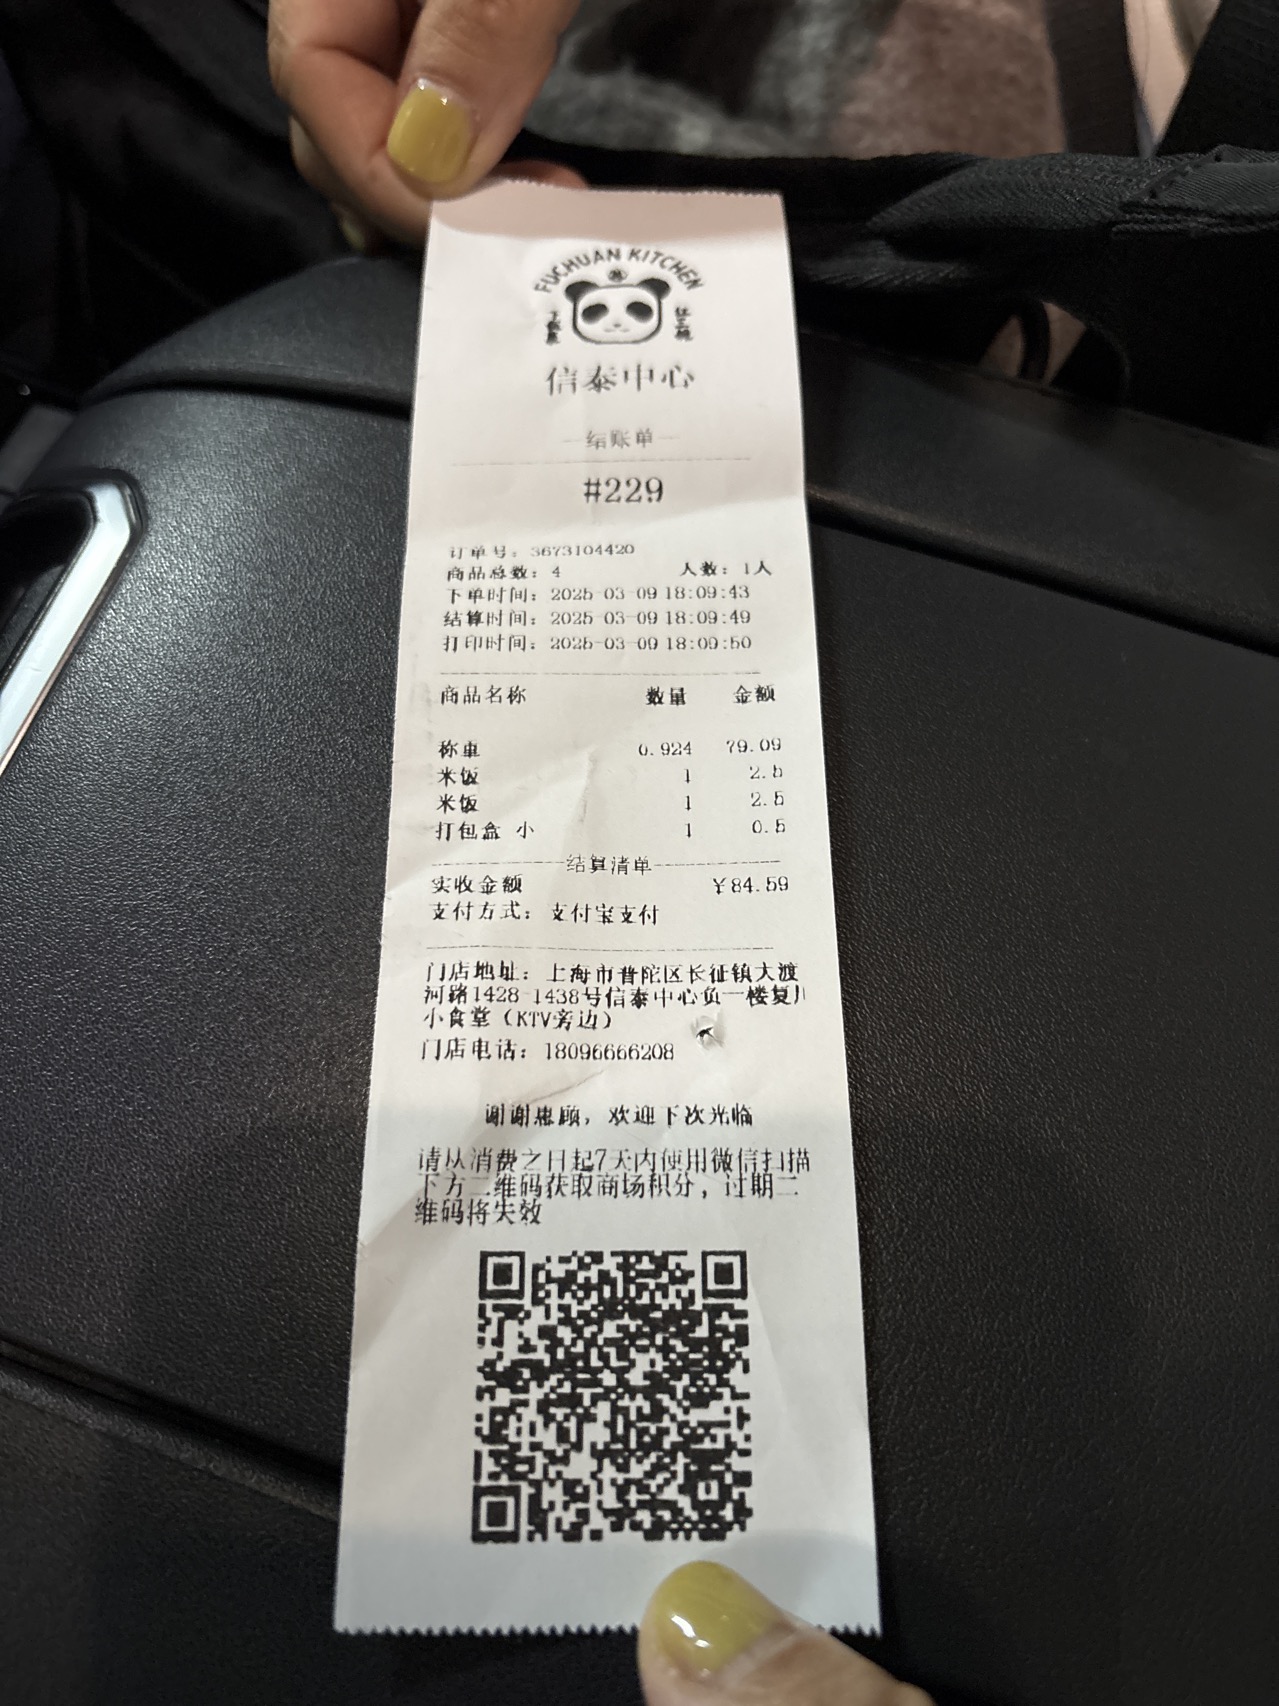 FUCHUAN KITCHEN
信泰中心
—结账单—
#229
订单号：3673104420
商品总数：4 人数：1人
下单时间：2025-03-09 18:09:43
结算时间：2025-03-09 18:09:49
打印时间：2025-03-09 18:09:50
商品名称 数量 金额
称重 0.924 79.09
米饭 1 2.5
米饭 1 2.5
打包盒 小 1 0.5
结算清单
实收金额 ¥84.59
支付方式：支付宝支付
门店地址：上海市普陀区长征镇大渡
河路1428-1438号信泰中心负一楼复川
小食堂（KTV旁边）
门店电话：18096666208
谢谢惠顾，欢迎下次光临
请从消费之日起7天内使用微信扫描
下方二维码获取商场积分，过期二
维码将失效